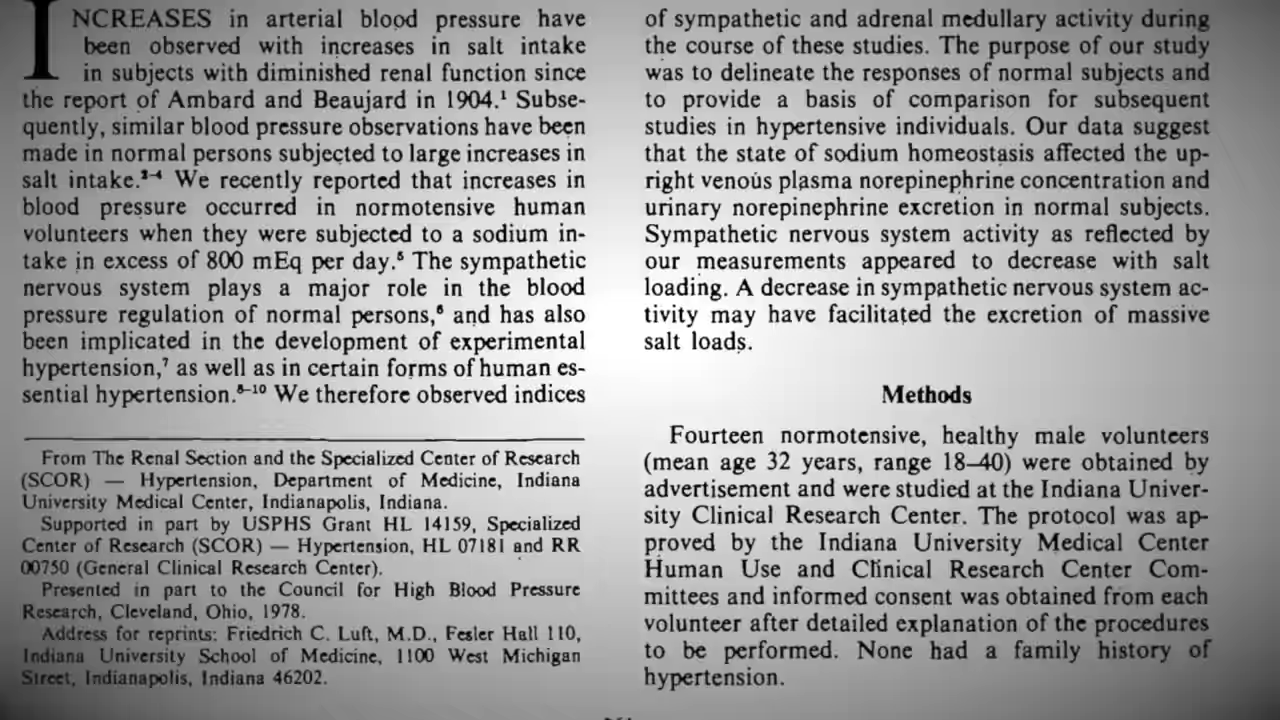 INCREASES in arterial blood pressure have
been observed with increases in salt intake
in subjects with diminished renal function since
the report of Ambard and Beaujard in 1904.¹ Subse-
quently, similar blood pressure observations have been
made in normal persons subjected to large increases in
salt intake.²⁻⁴ We recently reported that increases in
blood pressure occurred in normotensive human
volunteers when they were subjected to a sodium in-
take in excess of 800 mEq per day.⁵ The sympathetic
nervous system plays a major role in the blood
pressure regulation of normal persons,⁶ and has also
been implicated in the development of experimental
hypertension,⁷ as well as in certain forms of human es-
sential hypertension.⁸⁻¹⁰ We therefore observed indices
From The Renal Section and the Specialized Center of Research
(SCOR) — Hypertension, Department of Medicine, Indiana
University Medical Center, Indianapolis, Indiana.
Supported in part by USPHS Grant HL 14159, Specialized
Center of Research (SCOR) — Hypertension, HL 07181 and RR
00750 (General Clinical Research Center).
Presented in part to the Council for High Blood Pressure
Research, Cleveland, Ohio, 1978.
Address for reprints: Friedrich C. Luft, M.D., Fesler Hall 110,
Indiana University School of Medicine, 1100 West Michigan
Street, Indianapolis, Indiana 46202.
of sympathetic and adrenal medullary activity during
the course of these studies. The purpose of our study
was to delineate the responses of normal subjects and
to provide a basis of comparison for subsequent
studies in hypertensive individuals. Our data suggest
that the state of sodium homeostasis affected the up-
right venous plasma norepinephrine concentration and
urinary norepinephrine excretion in normal subjects.
Sympathetic nervous system activity as reflected by
our measurements appeared to decrease with salt
loading. A decrease in sympathetic nervous system ac-
tivity may have facilitated the excretion of massive
salt loads.
Methods
Fourteen normotensive, healthy male volunteers
(mean age 32 years, range 18–40) were obtained by
advertisement and were studied at the Indiana Univer-
sity Clinical Research Center. The protocol was ap-
proved by the Indiana University Medical Center
Human Use and Clinical Research Center Com-
mittees and informed consent was obtained from each
volunteer after detailed explanation of the procedures
to be performed. None had a family history of
hypertension.